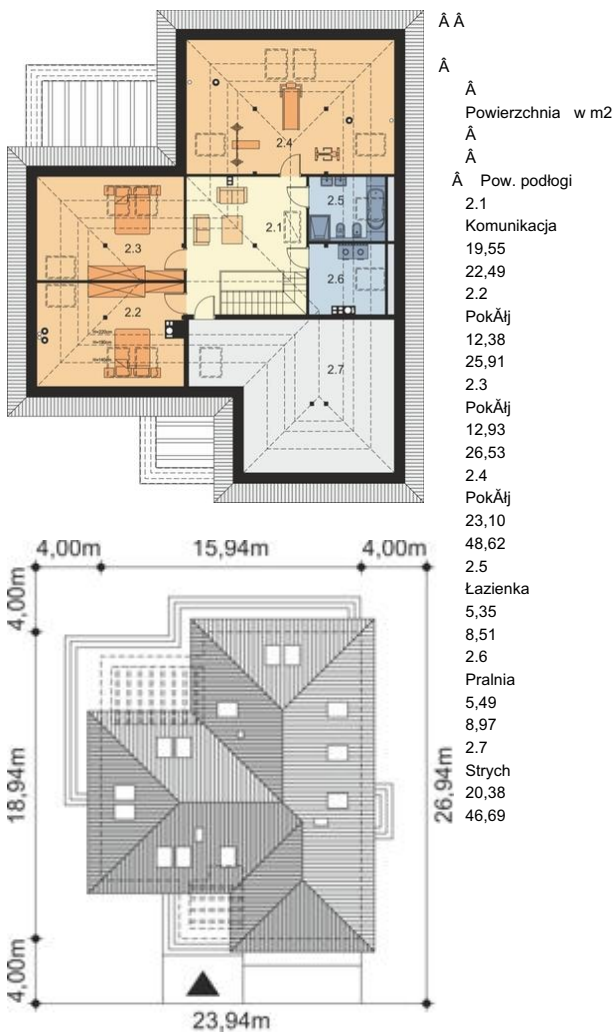 Â Â
Â
Â
Powierzchnia w m2
Â
Â
Â Pow. podłogi
2.1
Komunikacja
19,55
22,49
2.2
PokÃłj
12,38
25,91
2.3
PokÃłj
12,93
26,53
2.4
PokÃłj
23,10
48,62
2.5
Łazienka
5,35
8,51
2.6
Pralnia
5,49
8,97
2.7
Strych
20,38
46,69
2.4
2.5
2.1
2.3
2.6
2.2
2.7
4,00m 15,94m 4,00m
4,00m
18,94m
26,94m
4,00m
23,94m